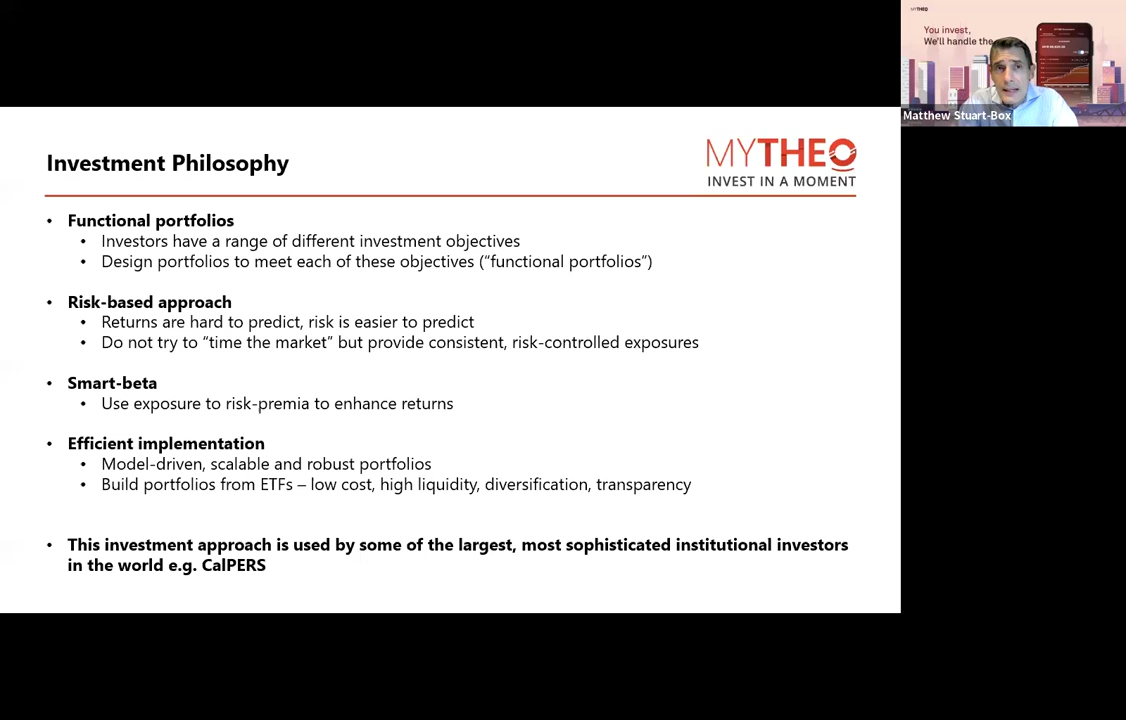 MYTHEO
You invest,
We'll handle the
Matthew Stuart-Box
Investment Philosophy
MYTHEO
INVEST IN A MOMENT
• Functional portfolios
• Investors have a range of different investment objectives
• Design portfolios to meet each of these objectives (“functional portfolios”)
• Risk-based approach
• Returns are hard to predict, risk is easier to predict
• Do not try to “time the market” but provide consistent, risk-controlled exposures
• Smart-beta
• Use exposure to risk-premia to enhance returns
• Efficient implementation
• Model-driven, scalable and robust portfolios
• Build portfolios from ETFs – low cost, high liquidity, diversification, transparency
• This investment approach is used by some of the largest, most sophisticated institutional investors
in the world e.g. CalPERS